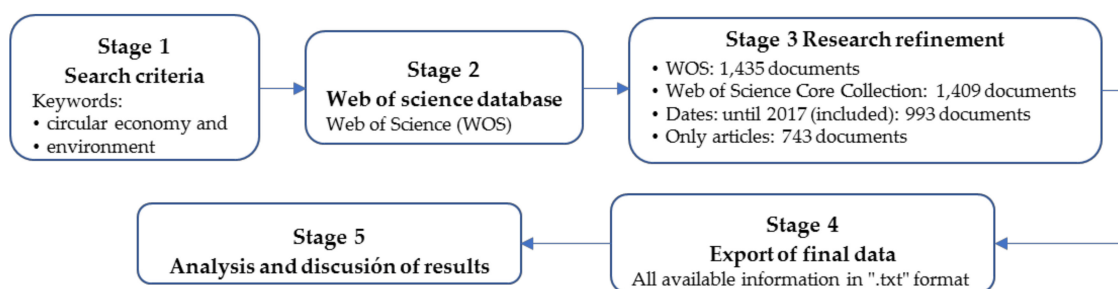 Stage 1
Search criteria
Keywords:
• circular economy and
• environment
Stage 2
Web of science database
Web of Science (WOS)
Stage 3 Research refinement
• WOS: 1,435 documents
• Web of Science Core Collection: 1,409 documents
• Dates: until 2017 (included): 993 documents
• Only articles: 743 documents
Stage 4
Export of final data
All available information in ".txt" format
Stage 5
Analysis and discusión of results